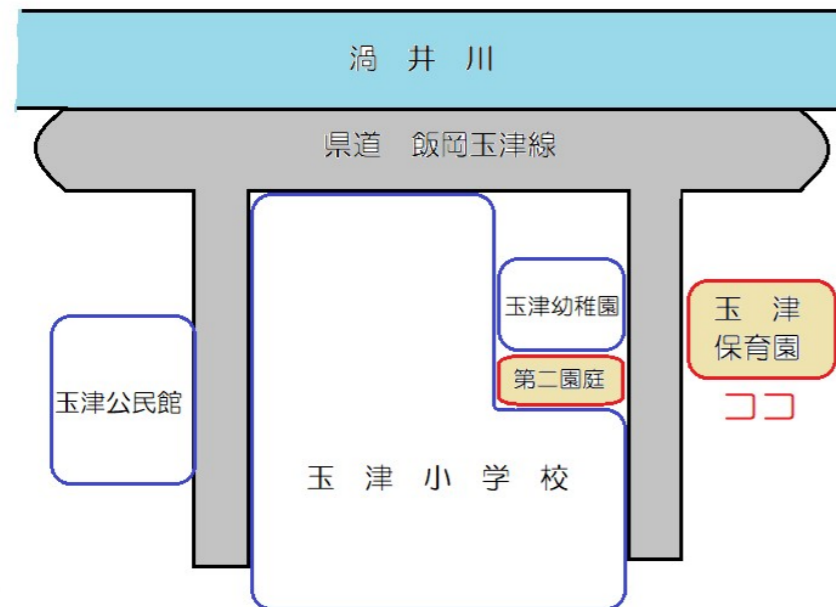 渦 井 川
県道 飯岡玉津線
玉津幼稚園
玉 津
保育園
第二園庭
ココ
玉津公民館
玉 津 小 学 校